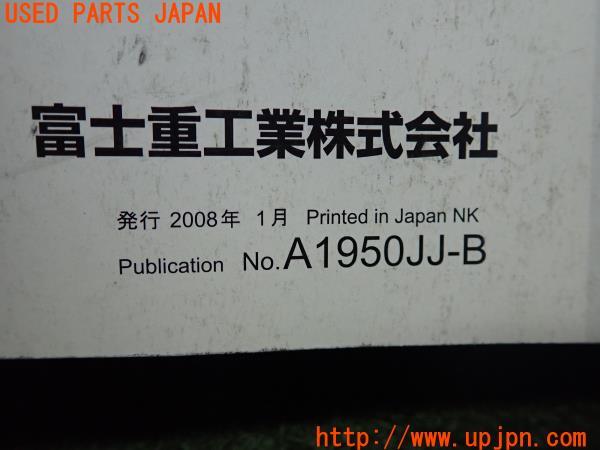 USED PARTS JAPAN
富士重工業株式会社
発行 2008年 1月 Printed in Japan NK
Publication No.A1950JJ-B
UPJ
http://www.upjpn.com/